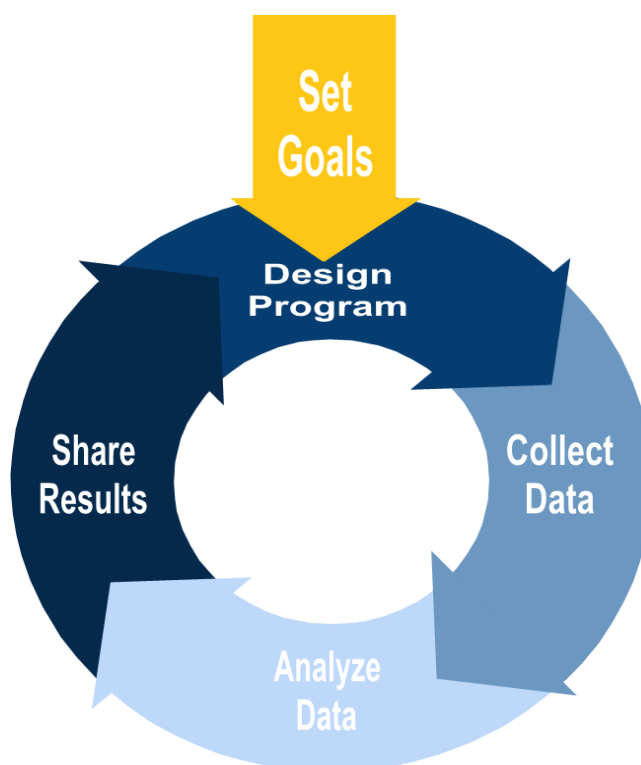 Set
Goals
Design
Program
Collect
Data
Analyze
Data
Share
Results